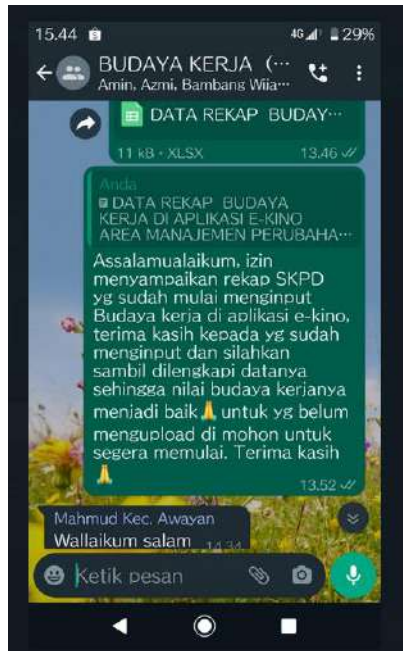 15.44 4G 29%
BUDAYA KERJA (...
Amin, Azmi, Bambang Wiia...
DATA REKAP BUDAY...
11 kB • XLSX 13.46
Anda
DATA REKAP BUDAYA
KERJA DI APLIKASI E-KINO
AREA MANAJEMEN PERUBAHA...
Assalamualaikum, izin
menyampaikan rekap SKPD
yg sudah mulai menginput
Budaya kerja di aplikasi e-kino,
terima kasih kepada yg sudah
menginput dan silahkan
sambil dilengkapi datanya
sehingga nilai budaya kerjanya
menjadi baik🙏 untuk yg belum
mengupload di mohon untuk
segera memulai. Terima kasih
🙏
13.52
Mahmud Kec. Awayan
Wallaikum salam 14.34
Ketik pesan